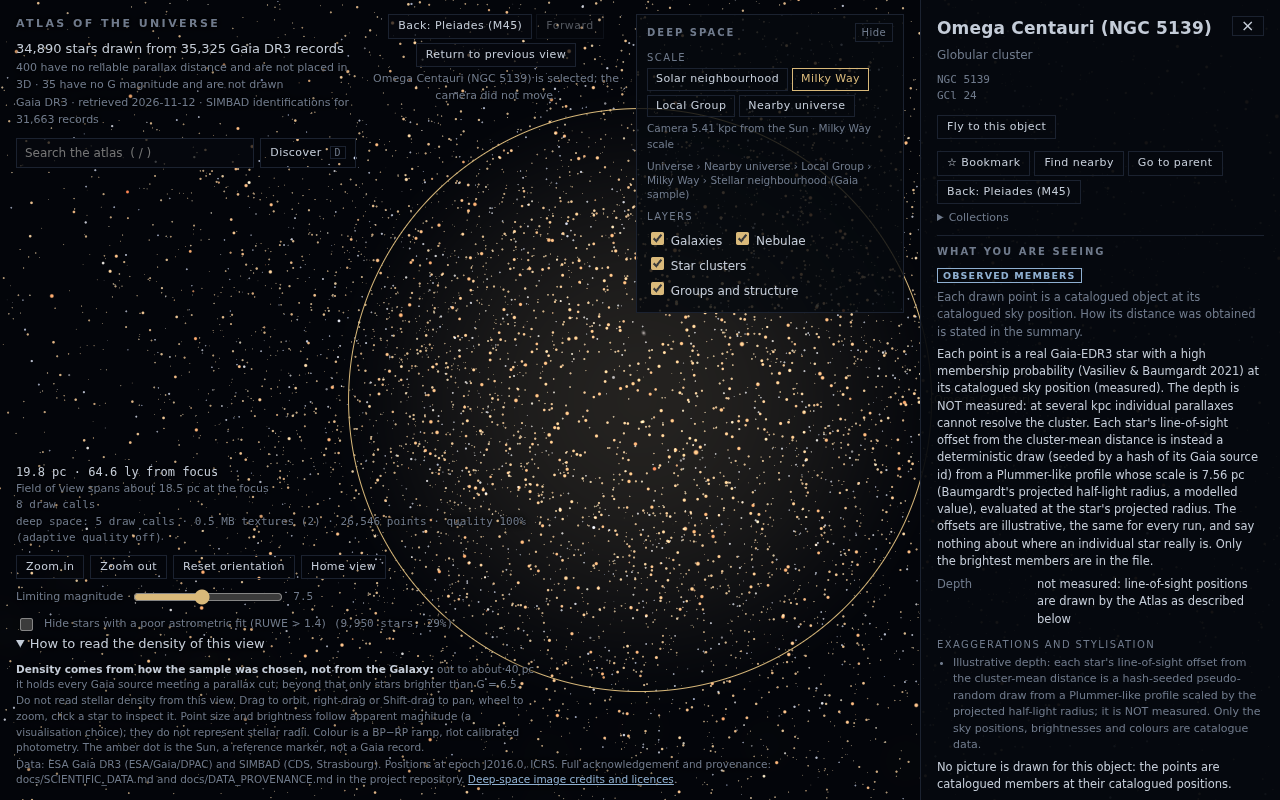 ATLAS OF THE UNIVERSE
34,890 stars drawn from 35,325 Gaia DR3 records
400 have no reliable parallax distance and are not placed in
3D · 35 have no G magnitude and are not drawn
Gaia DR3 · retrieved 2026-11-12 · SIMBAD identifications for
31,663 records
Search the atlas ( / )
Discover D
Back: Pleiades (M45)
Forward
Return to previous view
Omega Centauri (NGC 5139) is selected; the
camera did not move
DEEP SPACE
Hide
SCALE
Solar neighbourhood
Milky Way
Local Group
Nearby universe
Camera 5.41 kpc from the Sun · Milky Way
scale
Universe › Nearby universe › Local Group ›
Milky Way › Stellar neighbourhood (Gaia
sample)
LAYERS
Galaxies
Nebulae
Star clusters
Groups and structure
19.8 pc · 64.6 ly from focus
Field of View spans about 18.5 pc at the focus
8 draw calls
deep space: 5 draw calls · 0.5 MB textures (2) · 26,546 points · quality 100%
(adaptive quality off)
Zoom in
Zoom out
Reset orientation
Home view
Limiting magnitude
7.5
Hide stars with a poor astrometric fit (RUWE > 1.4) (9,950 stars, 29%)
▼ How to read the density of this view
Density comes from how the sample was chosen, not from the Galaxy: out to about 40 pc
it holds every Gaia source meeting a parallax cut; beyond that only stars brighter than G = 6.5.
Do not read stellar density from this view. Drag to orbit, right-drag or Shift-drag to pan, wheel to
zoom, click a star to inspect it. Point size and brightness follow apparent magnitude (a
visualisation choice); they do not represent stellar radii. Colour is a BP−RP ramp, not calibrated
photometry. The amber dot is the Sun, a reference marker, not a Gaia record.
Data: ESA Gaia DR3 (ESA/Gaia/DPAC) and SIMBAD (CDS, Strasbourg). Positions at epoch J2016.0, ICRS. Full acknowledgement and provenance:
docs/SCIENTIFIC_DATA.md and docs/DATA_PROVENANCE.md in the project repository. Deep-space image credits and licences.
Omega Centauri (NGC 5139)
✕
Globular cluster
NGC 5139
GCl 24
Fly to this object
☆ Bookmark
Find nearby
Go to parent
Back: Pleiades (M45)
▶ Collections
WHAT YOU ARE SEEING
OBSERVED MEMBERS
Each drawn point is a catalogued object at its
catalogued sky position. How its distance was obtained
is stated in the summary.
Each point is a real Gaia-EDR3 star with a high
membership probability (Vasiliev & Baumgardt 2021) at
its catalogued sky position (measured). The depth is
NOT measured: at several kpc individual parallaxes
cannot resolve the cluster. Each star's line-of-sight
offset from the cluster-mean distance is instead a
deterministic draw (seeded by a hash of its Gaia source
id) from a Plummer-like profile whose scale is 7.56 pc
(Baumgardt's projected half-light radius, a modelled
value), evaluated at the star's projected radius. The
offsets are illustrative, the same for every run, and say
nothing about where an individual star really is. Only
the brightest members are in the file.
Depth
not measured: line-of-sight positions
are drawn by the Atlas as described
below
EXAGGERATIONS AND STYLISATION
• Illustrative depth: each star's line-of-sight offset from
the cluster-mean distance is a hash-seeded pseudo-
random draw from a Plummer-like profile scaled by the
projected half-light radius; it is NOT measured. Only the
sky positions, brightnesses and colours are catalogue
data.
No picture is drawn for this object: the points are
catalogued members at their catalogued positions.